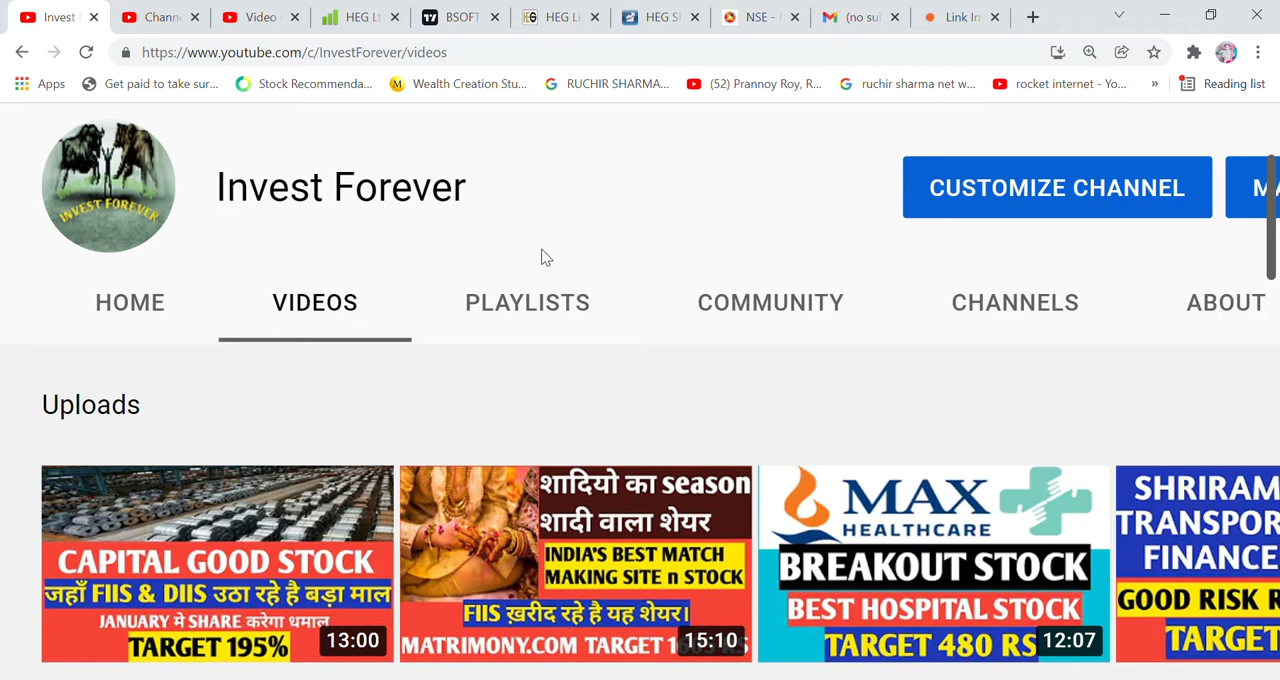 Invest
Chann
Video
HEG Lt
BSOFT
HEG Li
HEG S
NSE -
(no su
Link In
https://www.youtube.com/c/InvestForever/videos
Apps
Get paid to take sur...
Stock Recommenda...
Wealth Creation Stu...
RUCHIR SHARMA...
(52) Prannoy Roy, R...
ruchir sharma net w...
rocket internet - Yo...
»
Reading list
INVEST FOREVER
Invest Forever
CUSTOMIZE CHANNEL
HOME
VIDEOS
PLAYLISTS
COMMUNITY
CHANNELS
ABOUT
Uploads
CAPITAL GOOD STOCK
जहाँ FIIS & DIIS उठा रहे है बड़ा माल
JANUARY मे SHARE करेगा धमाल
TARGET 195%
13:00
शादियो का season
शादी वाला शेयर
INDIA'S BEST MATCH
MAKING SITE n STOCK
FIIS ख़रीद रहे है यह शेयर।
MATRIMONY.COM TARGET
15:10
MAX
HEALTHCARE
BREAKOUT STOCK
BEST HOSPITAL STOCK
TARGET 480 RS
12:07
SHRIRAM
TRANSPOR
FINANCE
GOOD RISK R
TARGET